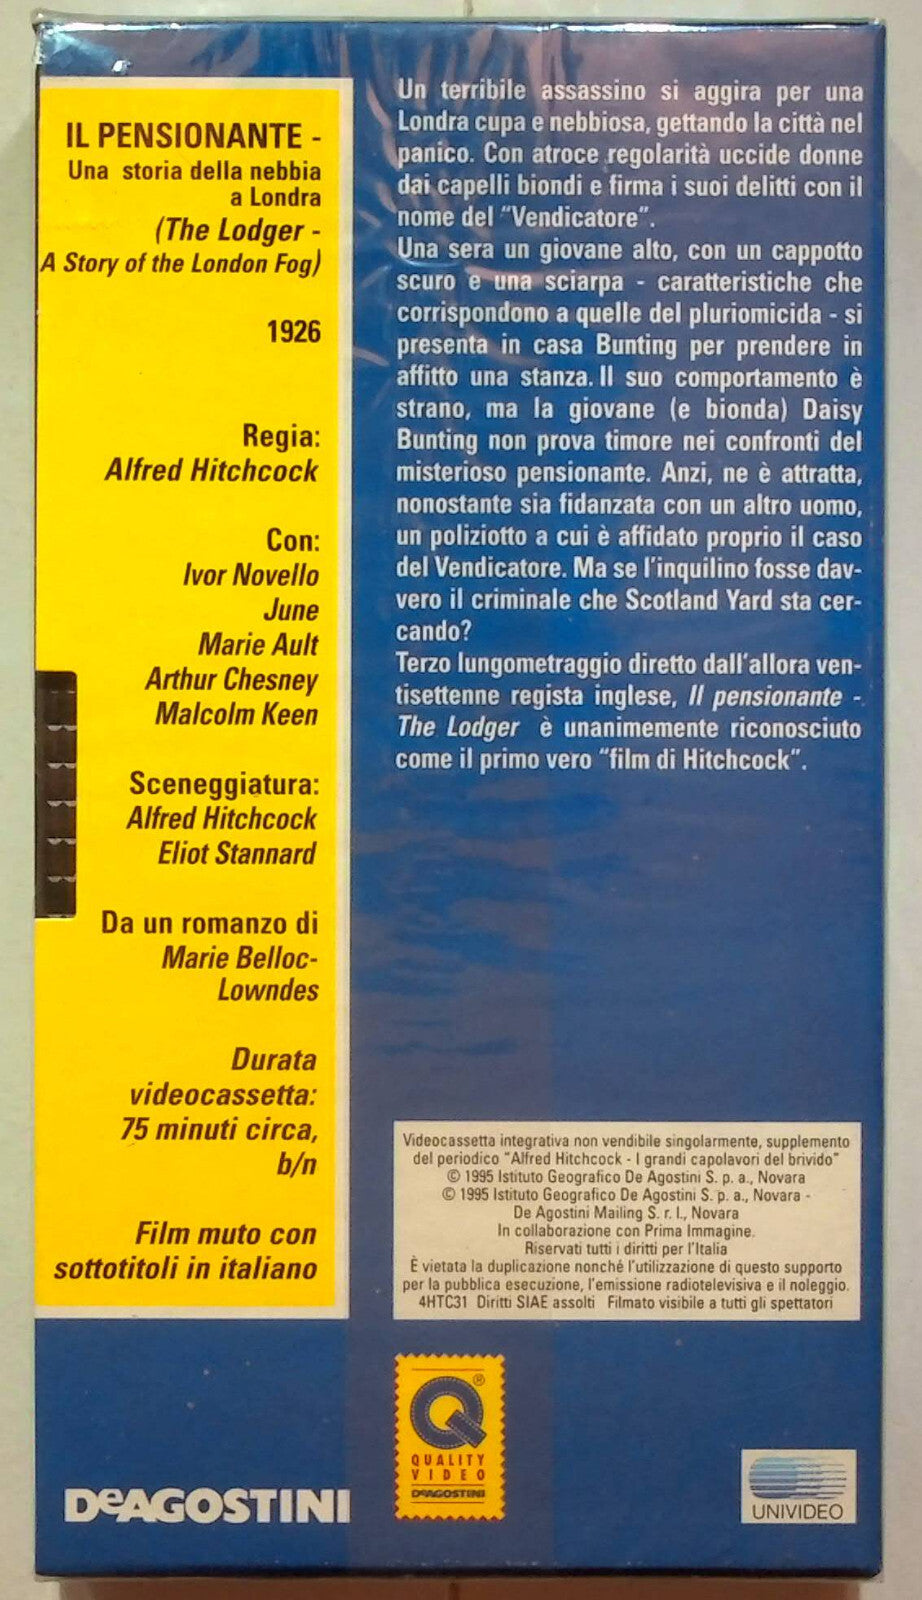 IL PENSIONANTE -
Una storia della nebbia
a Londra
(The Lodger -
A Story of the London Fog)
1926
Regia:
Alfred Hitchcock
Con:
Ivor Novello
June
Marie Ault
Arthur Chesney
Malcolm Keen
Sceneggiatura:
Alfred Hitchcock
Eliot Stannard
Da un romanzo di
Marie Belloc-
Lowndes
Durata
videocassetta:
75 minuti circa,
b/n
Film muto con
sottotitoli in italiano
Un terribile assassino si aggira per una
Londra cupa e nebbiosa, gettando la città nel
panico. Con atroce regolarità uccide donne
dai capelli biondi e firma i suoi delitti con il
nome del "Vendicatore".
Una sera un giovane alto, con un cappotto
scuro e una sciarpa - caratteristiche che
corrispondono a quelle del pluriomicida - si
presenta in casa Bunting per prendere in
affitto una stanza. Il suo comportamento è
strano, ma la giovane (e bionda) Daisy
Bunting non prova timore nei confronti del
misterioso pensionante. Anzi, ne è attratta,
nonostante sia fidanzata con un altro uomo,
un poliziotto a cui è affidato proprio il caso
del Vendicatore. Ma se l'inquilino fosse dav-
vero il criminale che Scotland Yard sta cer-
cando?
Terzo lungometraggio diretto dall'allora ven-
tisettenne regista inglese, Il pensionante -
The Lodger è unanimemente riconosciuto
come il primo vero "film di Hitchcock".
Videocassetta integrativa non vendibile singolarmente, supplemento
del periodico "Alfred Hitchcock - I grandi capolavori del brivido"
© 1995 Istituto Geografico De Agostini S. p. a., Novara
© 1995 Istituto Geografico De Agostini S. p. a., Novara -
De Agostini Mailing S. r. l., Novara
In collaborazione con Prima Immagine.
Riservati tutti i diritti per l'Italia
È vietata la duplicazione nonché l'utilizzazione di questo supporto
per la pubblica esecuzione, l'emissione radiotelevisiva e il noleggio.
4HTC31 Diritti SIAE assolti Filmato visibile a tutti gli spettatori
DeAGOSTINI
Q®
QUALITY
VIDEO
DeAGOSTINI
UNIVIDEO